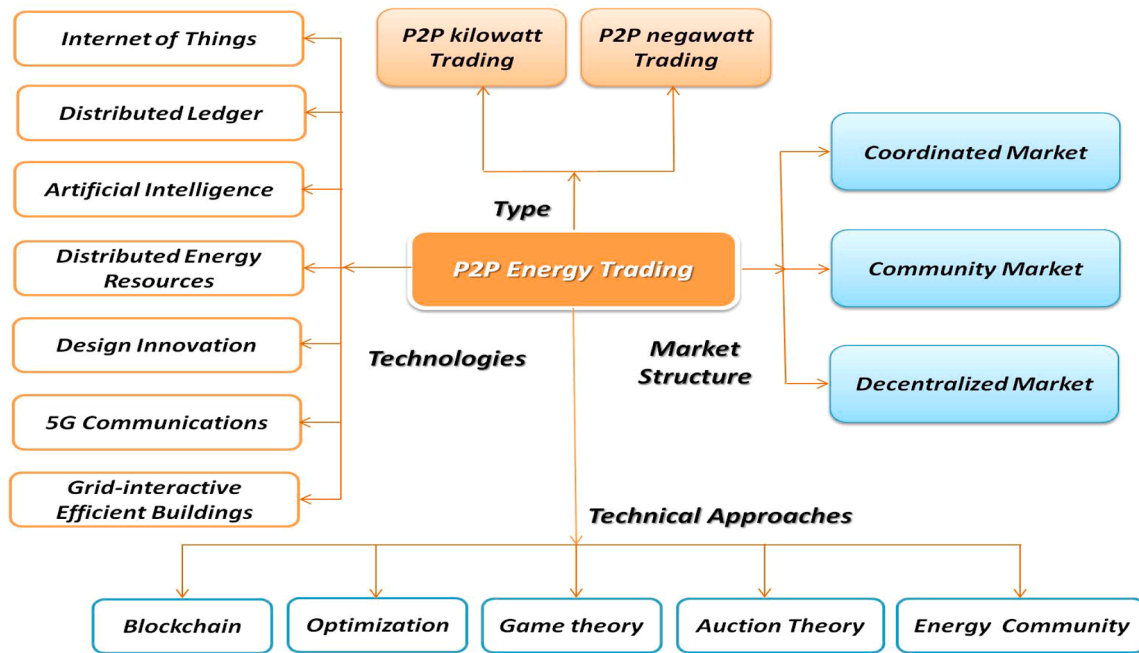 Internet of Things
Distributed Ledger
Artificial Intelligence
Distributed Energy
Resources
Design Innovation
5G Communications
Grid-interactive
Efficient Buildings
Technologies
P2P kilowatt
Trading
P2P negawatt
Trading
Type
P2P Energy Trading
Market
Structure
Coordinated Market
Community Market
Decentralized Market
Technical Approaches
Blockchain
Optimization
Game theory
Auction Theory
Energy Community